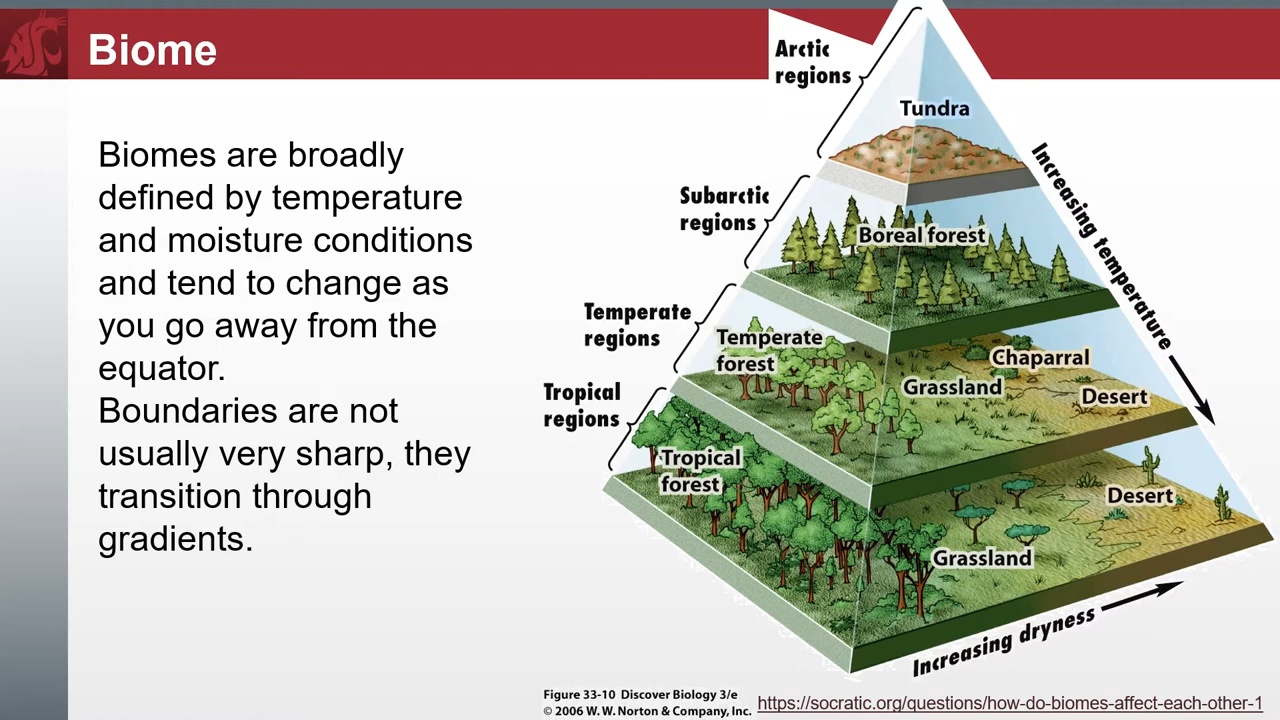 Biome
Biomes are broadly
defined by temperature
and moisture conditions
and tend to change as
you go away from the
equator.
Boundaries are not
usually very sharp, they
transition through
gradients.
Arctic
regions
Tundra
Subarctic
regions
Boreal forest
Increasing temperature
Temperate
regions
Temperate
forest
Chaparral
Grassland
Desert
Tropical
regions
Tropical
forest
Desert
Grassland
Increasing dryness
Figure 33-10 Discover Biology 3/e
© 2006 W. W. Norton & Company, Inc.
https://socratic.org/questions/how-do-biomes-affect-each-other-1